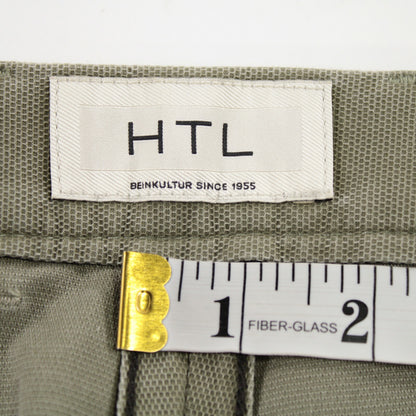 HTL
BEINKULTUR SINCE 1955
1 FIBER-GLASS 2